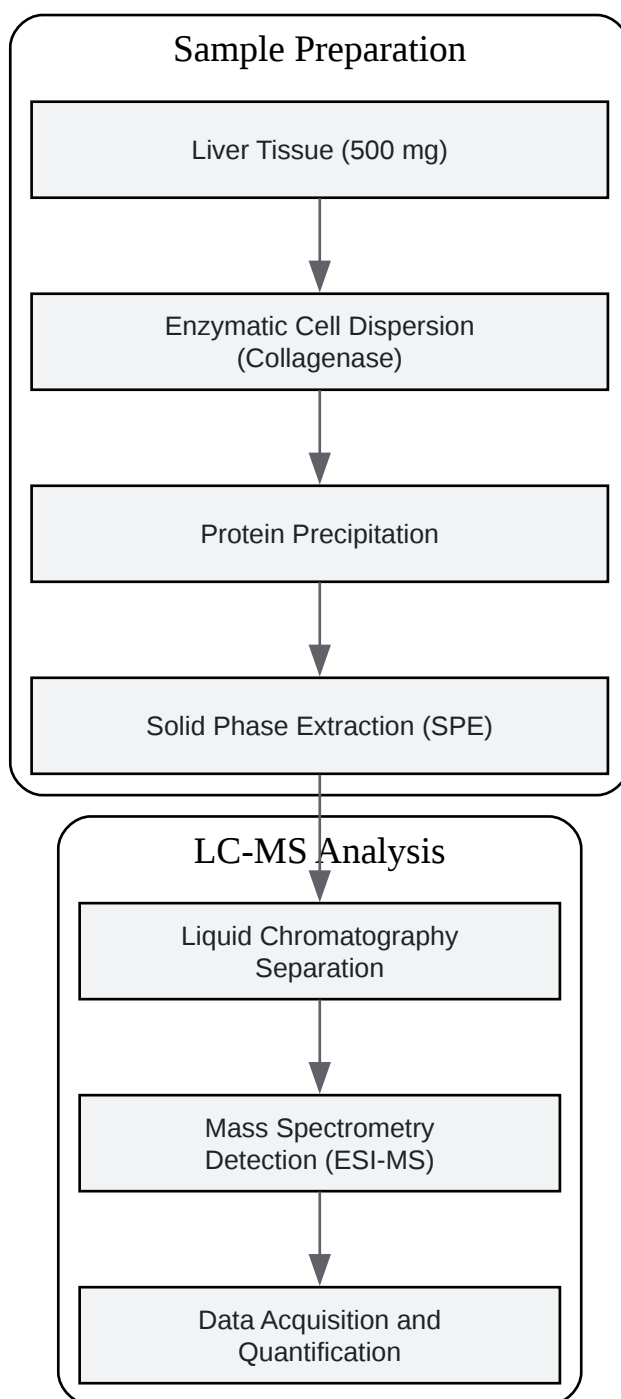 Sample Preparation
Liver Tissue (500 mg)
Enzymatic Cell Dispersion
(Collagenase)
Protein Precipitation
Solid Phase Extraction (SPE)
LC-MS Analysis
Liquid Chromatography
Separation
Mass Spectrometry
Detection (ESI-MS)
Data Acquisition and
Quantification